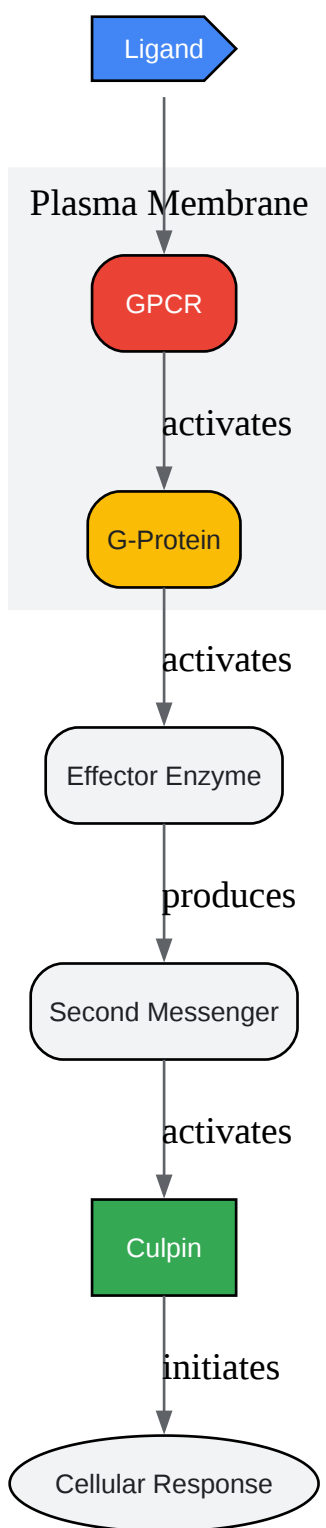 Ligand
Plasma Membrane
GPCR
activates
G-Protein
activates
Effector Enzyme
produces
Second Messenger
activates
Culpin
initiates
Cellular Response